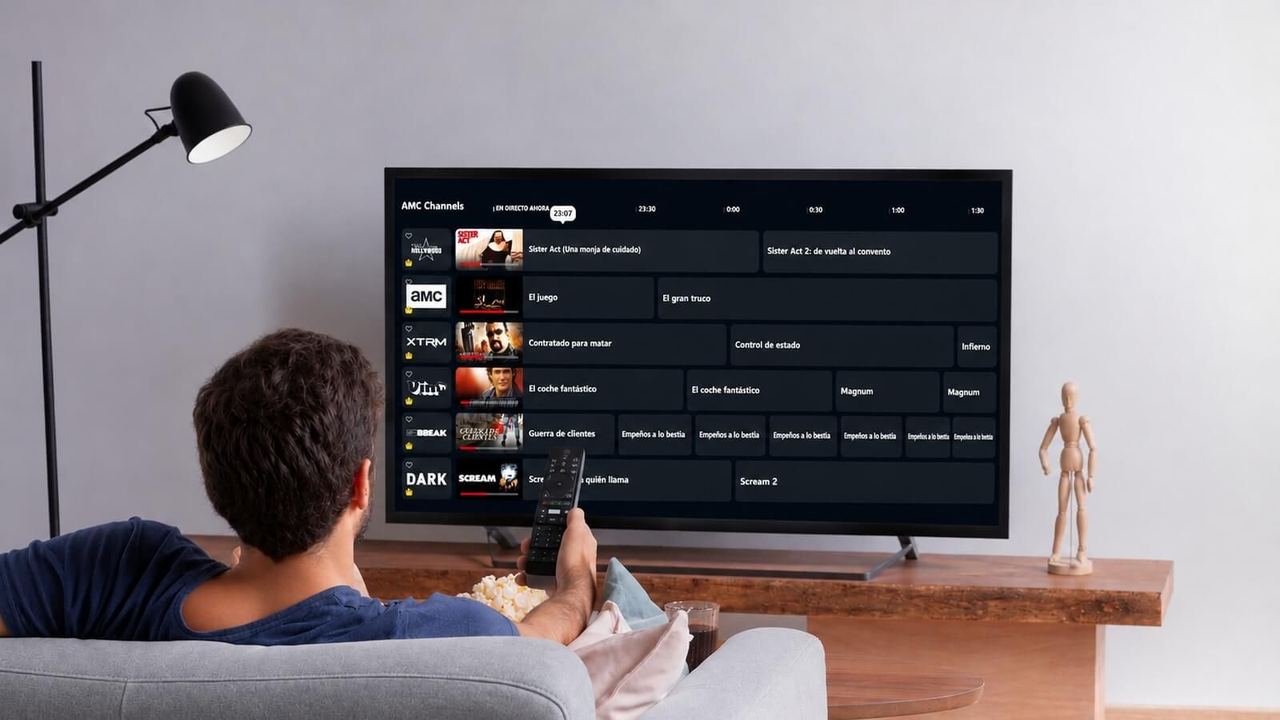 AMC Channels
EN DIRECTO AHORA
23:07
23:30
0:00
0:30
1:00
1:30
HOLLYWOOD
SISTER ACT
Sister Act (Una monja de cuidado)
Sister Act 2: de vuelta al convento
AMC
El juego
El gran truco
XTRM
Contratado para matar
Control de estado
Infierno
El coche fantástico
El coche fantástico
Magnum
Magnum
BREAK
GUERRA DE CLIENTES
Guerra de clientes
Empeños a lo bestia
Empeños a lo bestia
Empeños a lo bestia
Empeños a lo bestia
Empeños a lo bestia
Empeños a lo bestia
DARK
SCREAM
quién llama
Scream 2